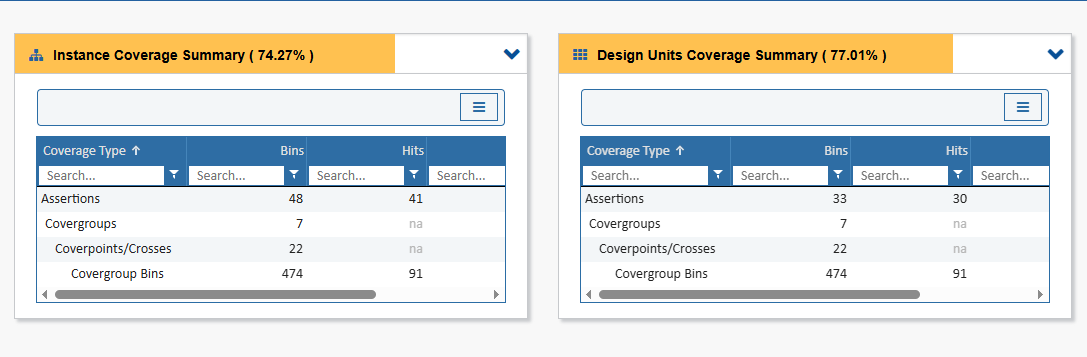 Instance Coverage Summary ( 74.27% )
Coverage Type ↑ Bins Hits
Search... Search... Search... Search...
Assertions 48 41
Covergroups 7 na
Coverpoints/Crosses 22 na
Covergroup Bins 474 91
Design Units Coverage Summary ( 77.01% )
Coverage Type ↑ Bins Hits
Search... Search... Search... Search...
Assertions 33 30
Covergroups 7 na
Coverpoints/Crosses 22 na
Covergroup Bins 474 91